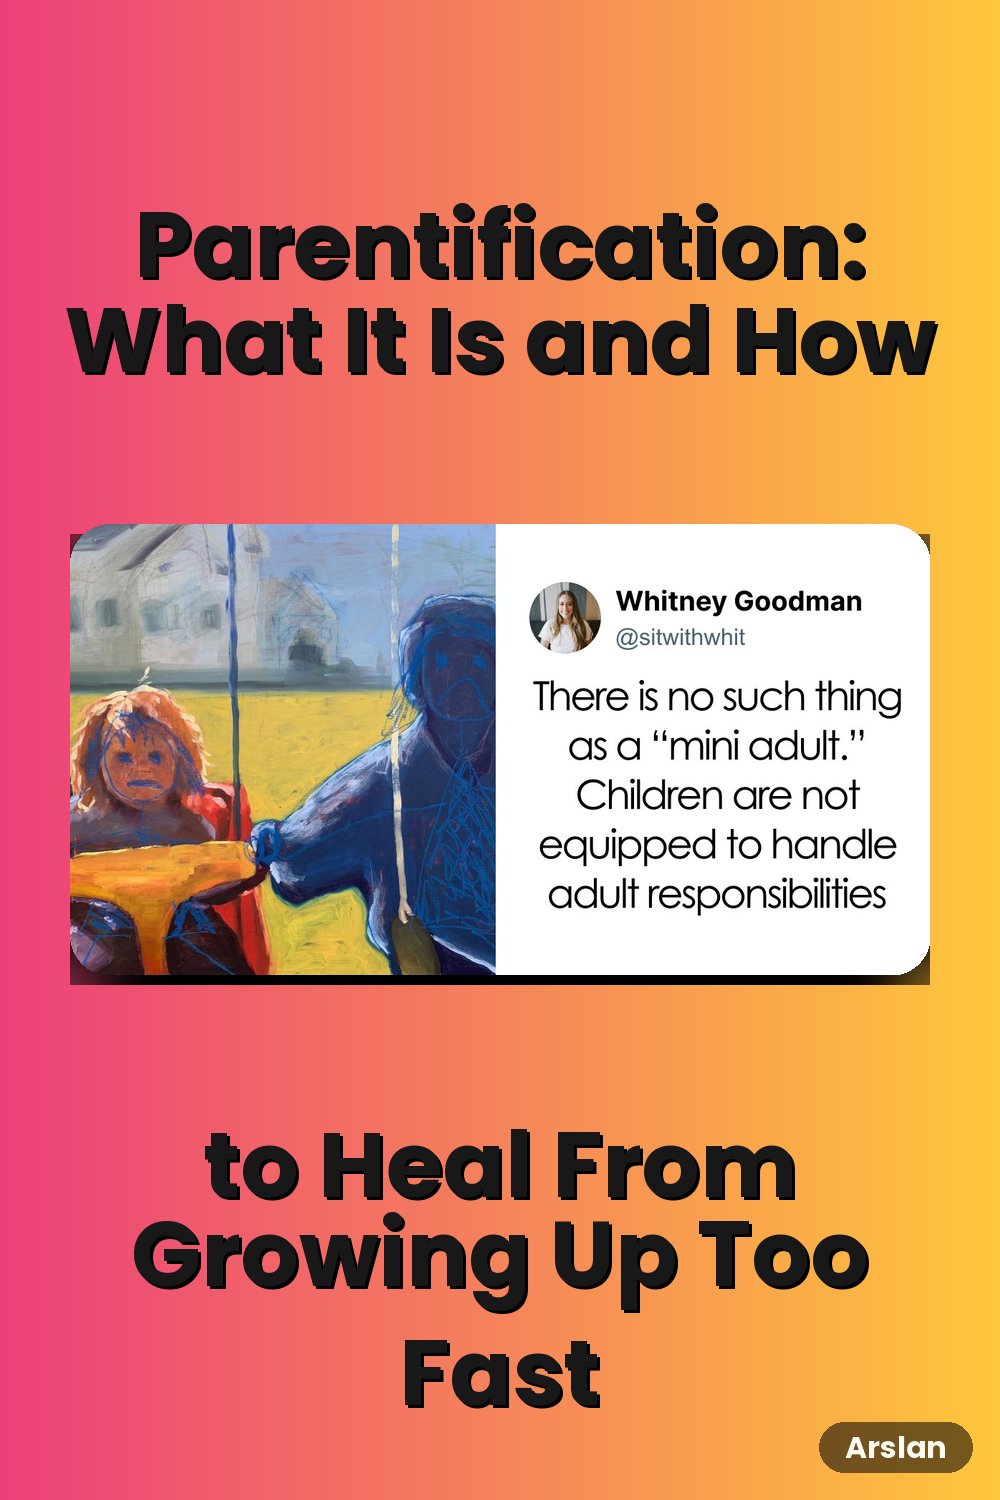 Parentification:
What It Is and How
Whitney Goodman
@sitwithwhit
There is no such thing
as a “mini adult.”
Children are not
equipped to handle
adult responsibilities
to Heal From
Growing Up Too
Fast
Arslan